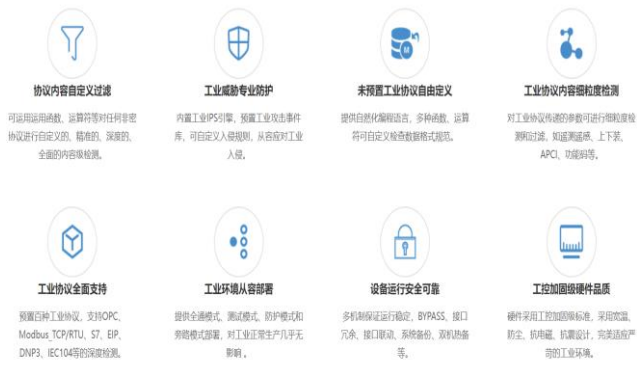 协议内容自定义过滤
可运用运用函数、运算符等对任何非密
协议进行自定义的、精准的、深度的、
全面的内容级检测。
工业威胁专业防护
内置工业IPS引擎，预置工业攻击事件
库，可自定义入侵规则，从容应对工业
入侵。
未预置工业协议自由定义
提供自然化编程语言，多种函数、运算
符可自定义检查数据格式规范。
工业协议内容细粒度检测
对工业协议传递的参数可进行细粒度检
测和过滤，如遥测遥感、上下装、
APCI、功能码等。
工业协议全面支持
预置百种工业协议，支持OPC、
Modbus_TCP/RTU、S7、EIP、
DNP3、IEC104等的深度检测。
工业环境从容部署
提供全通模式、测试模式、防护模式和
旁路模式部署，对工业正常生产几乎无
影响 。
设备运行安全可靠
多机制保证运行稳定，BYPASS、接口
冗余、接口联动、系统备份、双机热备
等。
工控加固级硬件品质
硬件采用工控加固级标准，采用宽温、
防尘、抗电磁、抗震设计，完美适应严
苛的工业环境。